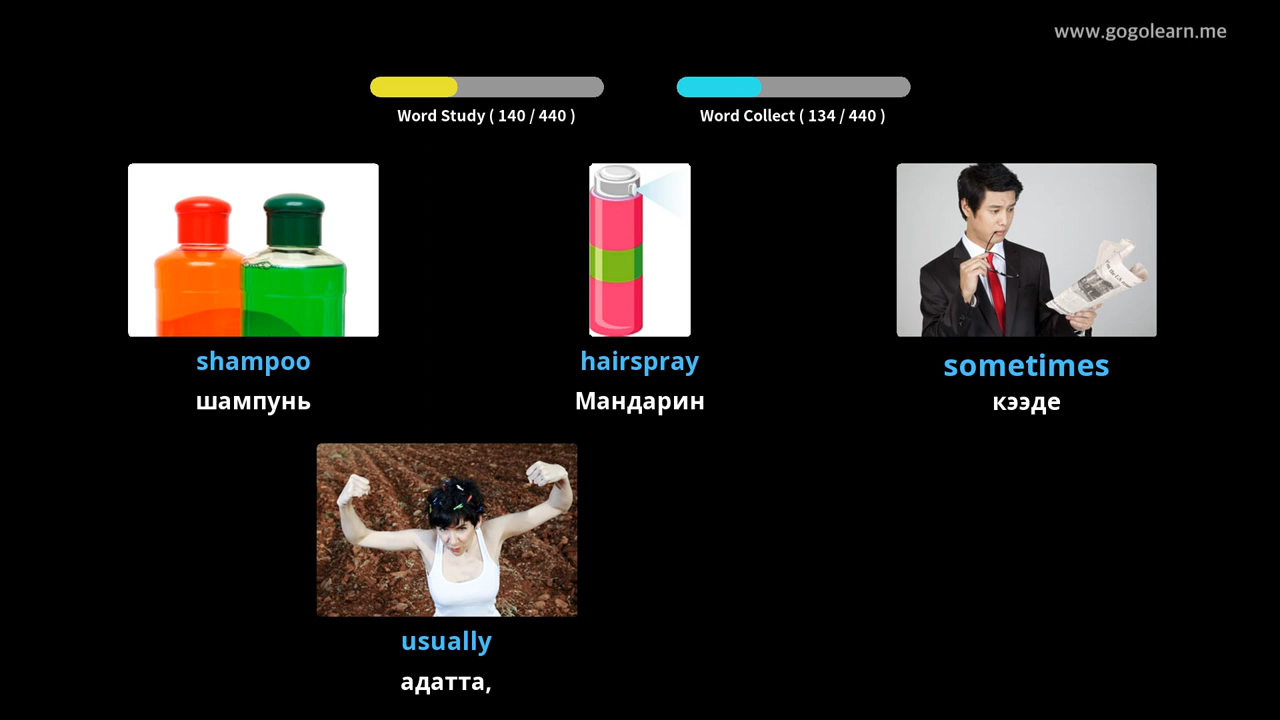 www.gogolearn.me
Word Study ( 140 / 440 )
Word Collect ( 134 / 440 )
shampoo
шампунь
hairspray
Мандарин
sometimes
кээде
usually
адатта,